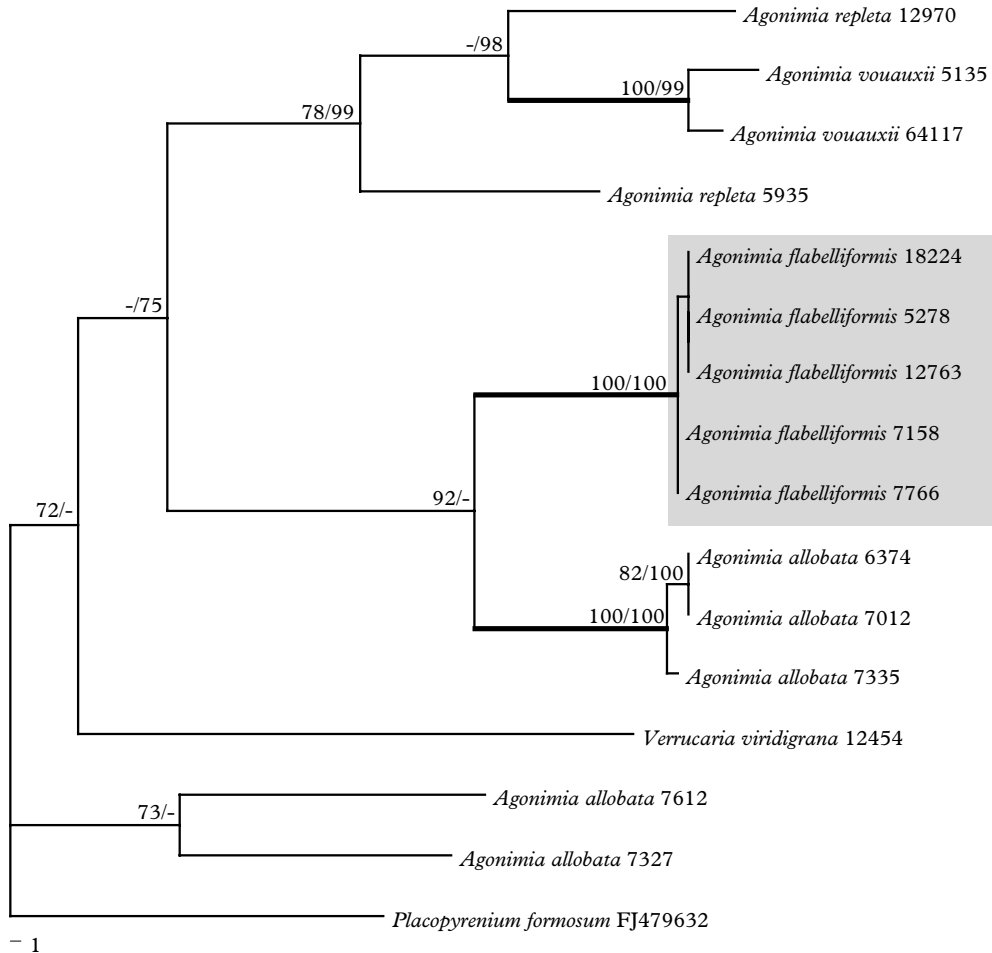 Agonimia repleta 12970
-/98
Agonimia vouauxii 5135
100/99
78/99
Agonimia vouauxii 64117
Agonimia repleta 5935
Agonimia flabelliformis 18224
-/75
Agonimia flabelliformis 5278
Agonimia flabelliformis 12763
100/100
Agonimia flabelliformis 7158
92/-
Agonimia flabelliformis 7766
72/-
Agonimia allobata 6374
82/100
100/100
Agonimia allobata 7012
Agonimia allobata 7335
Verrucaria viridigrana 12454
Agonimia allobata 7612
73/-
Agonimia allobata 7327
Placopyrenium formosum FJ479632
1